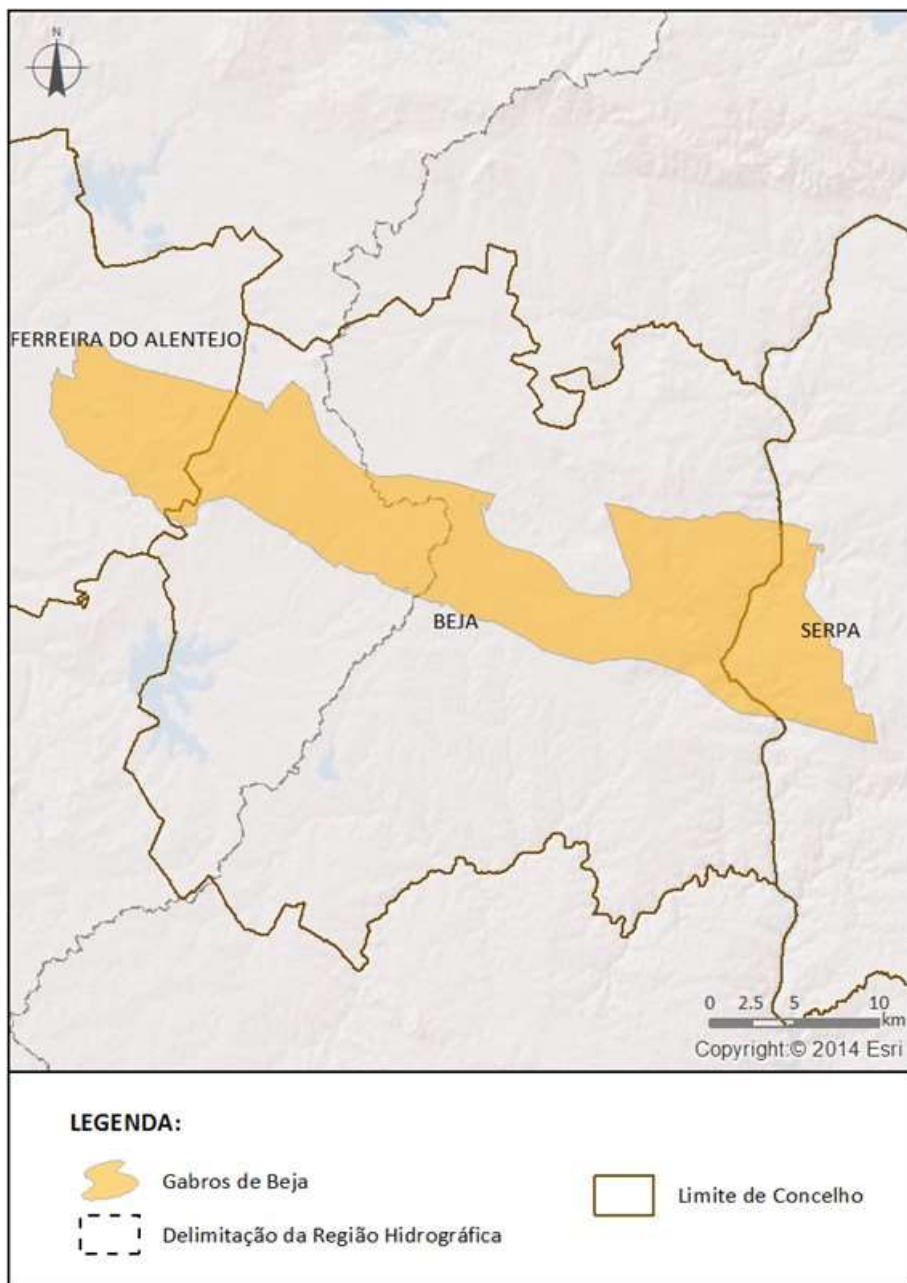 N
FERREIRA DO ALENTEJO
BEJA
SERPA
0 2.5 5 10
km
Copyright:© 2014 Esri
LEGENDA:
Gabros de Beja
Limite de Concelho
Delimitação da Região Hidrográfica